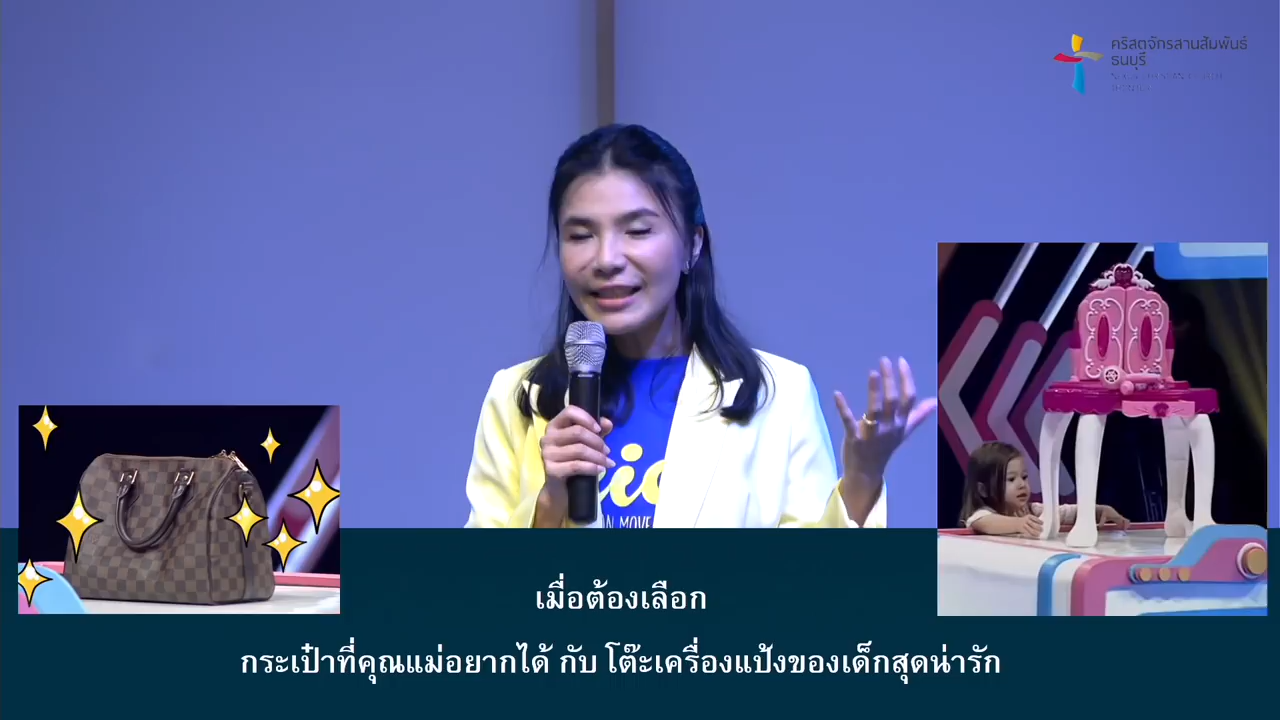 คริสตจักรสานสัมพันธ์
ธนบุรี
เมื่อต้องเลือก
กระเป๋าที่คุณแม่อยากได้ กับ โต๊ะเครื่องแป้งของเด็กสุดน่ารัก